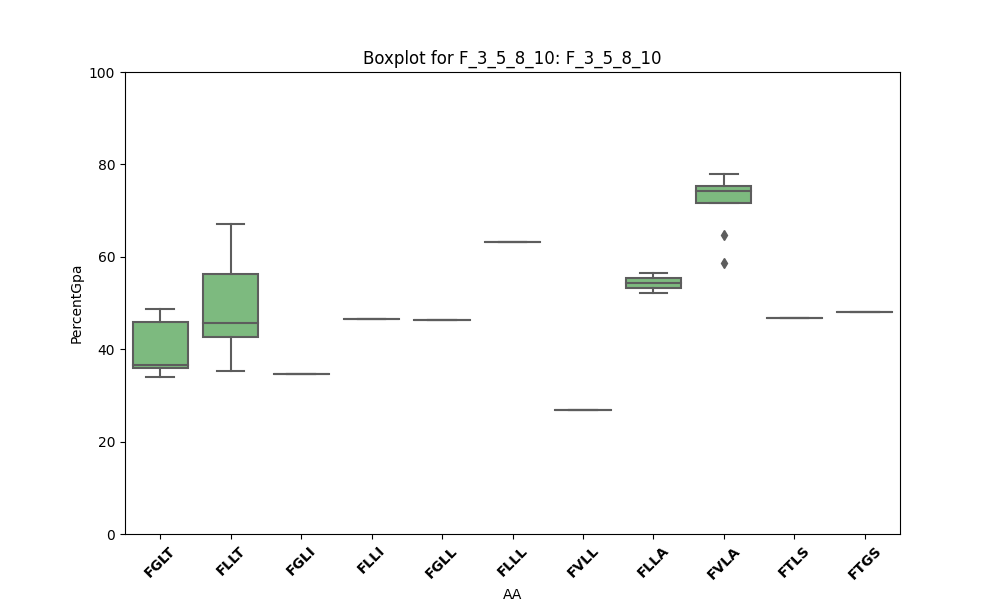 Boxplot for F_3_5_8_10: F_3_5_8_10
PercentGpa
100
80
60
40
20
0
FGLT FLLT FGLI FLLI FGLL FLLL FVLL FLLA FVLA FTLS FTGS
AA